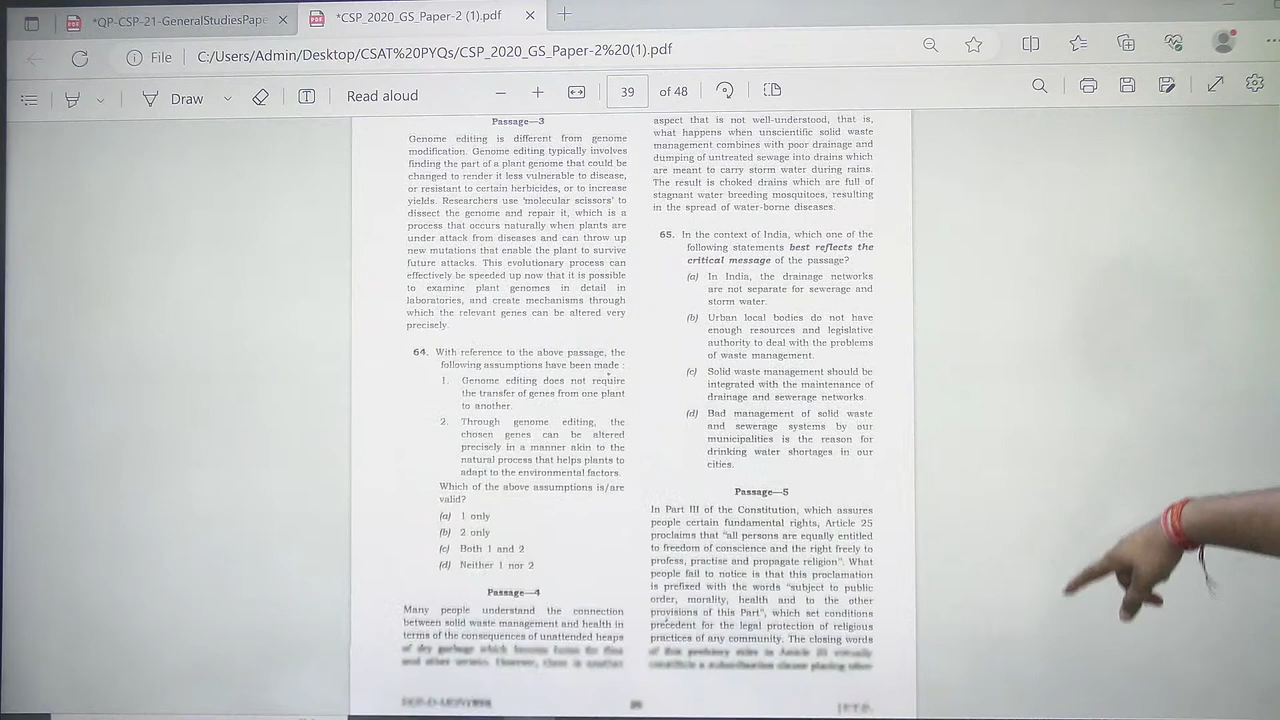 *QP-CSP-21-GeneralStudiesPape
*CSP_2020_GS_Paper-2 (1).pdf
File
C:/Users/Admin/Desktop/CSAT%20PYQs/CSP_2020_GS_Paper-2%20(1).pdf
Draw
Read aloud
39 of 48
Passage—3
Genome editing is different from genome
modification. Genome editing typically involves
finding the part of a plant genome that could be
changed to render it less vulnerable to disease,
or resistant to certain herbicides, or to increase
yields. Researchers use 'molecular scissors' to
dissect the genome and repair it, which is a
process that occurs naturally when plants are
under attack from diseases and can throw up
new mutations that enable the plant to survive
future attacks. This evolutionary process can
effectively be speeded up now that it is possible
to examine plant genomes in detail in
laboratories, and create mechanisms through
which the relevant genes can be altered very
precisely.
64. With reference to the above passage, the
following assumptions have been made :
1. Genome editing does not require
the transfer of genes from one plant
to another.
2. Through genome editing, the
chosen genes can be altered
precisely in a manner akin to the
natural process that helps plants to
adapt to the environmental factors.
Which of the above assumptions is/are
valid?
(a) 1 only
(b) 2 only
(c) Both 1 and 2
(d) Neither 1 nor 2
Passage—4
Many people understand the connection
between solid waste management and health in
terms of the consequences of unattended heaps
of dry garbage which become home for flies
and other vermin. However, there is another
aspect that is not well-understood, that is,
what happens when unscientific solid waste
management combines with poor drainage and
dumping of untreated sewage into drains which
are meant to carry storm water during rains.
The result is choked drains which are full of
stagnant water breeding mosquitoes, resulting
in the spread of water-borne diseases.
65. In the context of India, which one of the
following statements best reflects the
critical message of the passage?
(a) In India, the drainage networks
are not separate for sewerage and
storm water.
(b) Urban local bodies do not have
enough resources and legislative
authority to deal with the problems
of waste management.
(c) Solid waste management should be
integrated with the maintenance of
drainage and sewerage networks.
(d) Bad management of solid waste
and sewerage systems by our
municipalities is the reason for
drinking water shortages in our
cities.
Passage—5
In Part III of the Constitution, which assures
people certain fundamental rights, Article 25
proclaims that "all persons are equally entitled
to freedom of conscience and the right freely to
profess, practise and propagate religion". What
people fail to notice is that this proclamation
is prefixed with the words "subject to public
order, morality, health and to the other
provisions of this Part", which set conditions
precedent for the legal protection of religious
practices of any community. The closing words